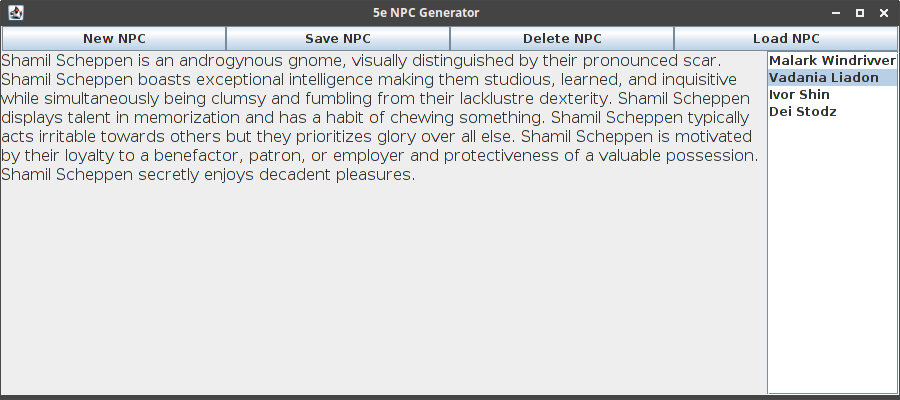 5e NPC Generator
New NPC
Save NPC
Delete NPC
Load NPC
Shamil Scheppen is an androgynous gnome, visually distinguished by their pronounced scar.
Shamil Scheppen boasts exceptional intelligence making them studious, learned, and inquisitive
while simultaneously being clumsy and fumbling from their lacklustre dexterity. Shamil Scheppen
displays talent in memorization and has a habit of chewing something. Shamil Scheppen typically
acts irritable towards others but they prioritizes glory over all else. Shamil Scheppen is motivated
by their loyalty to a benefactor, patron, or employer and protectiveness of a valuable possession.
Shamil Scheppen secretly enjoys decadent pleasures.
Malark Windrivver
Vadania Liadon
Ivor Shin
Dei Stodz